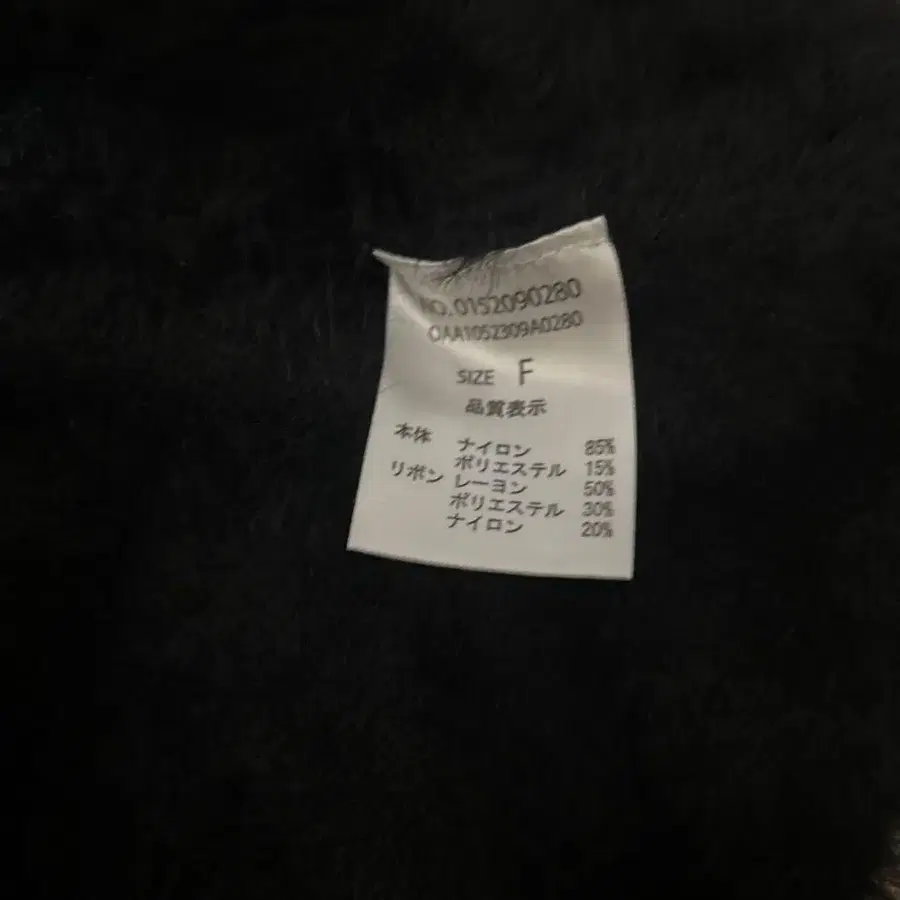 NO.0152090280
OAA1052309A0280
SIZE F
品質表示
本体 ナイロン 85%
ポリエステル 15%
リボン レーヨン 50%
ポリエステル 30%
ナイロン 20%